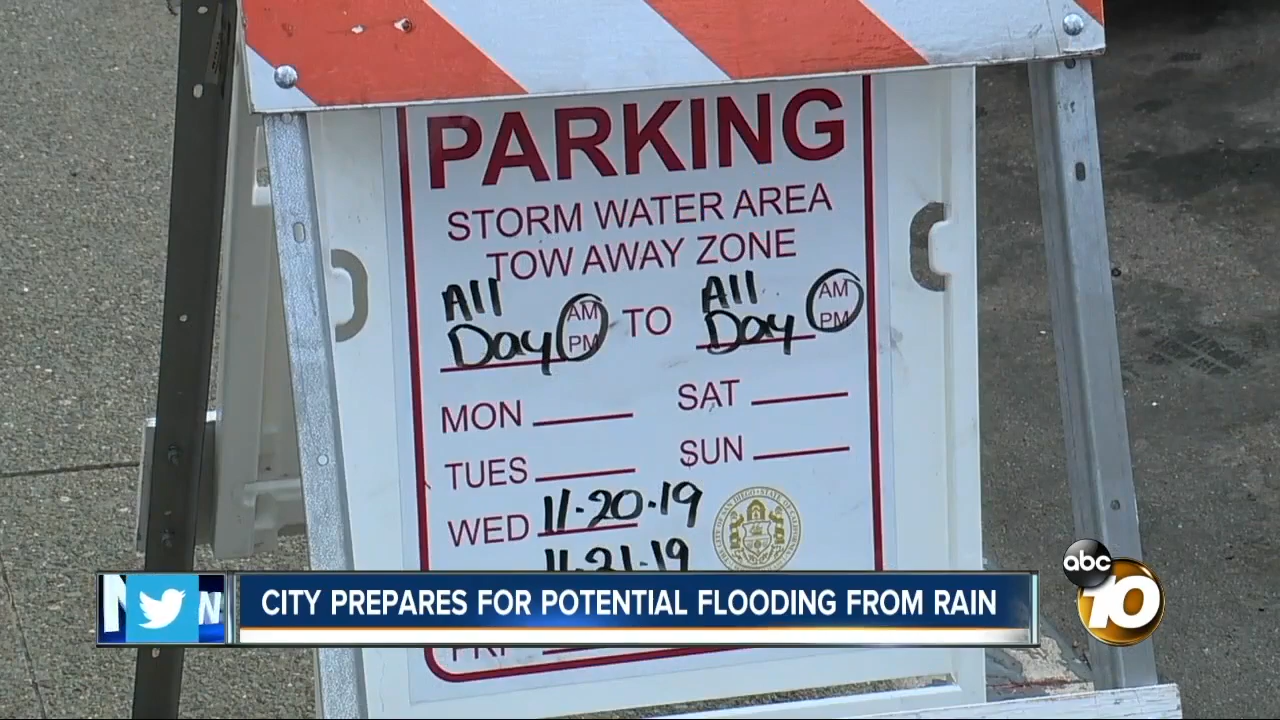 PARKING
STORM WATER AREA
TOW AWAY ZONE
All Day AM PM TO All Day AM PM
MON SAT
TUES SUN
WED 11-20-19
11-21-19
CITY PREPARES FOR POTENTIAL FLOODING FROM RAIN
abc
10